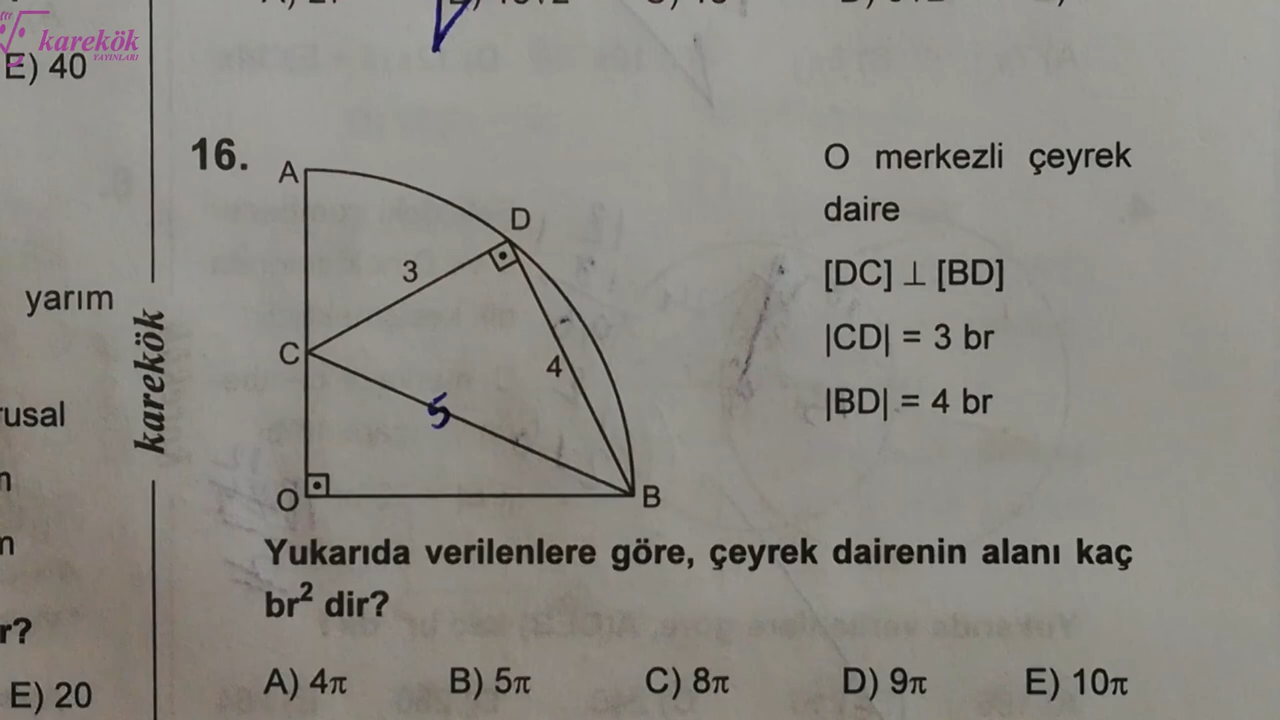 karekök
YAYINLARI
E) 40
16.
O merkezli çeyrek
daire
[DC] ⊥ [BD]
|CD| = 3 br
|BD| = 4 br
A
D
3
C
4
5
O
B
yarım
karekök
rusal
n
m
r?
E) 20
Yukarıda verilenlere göre, çeyrek dairenin alanı kaç
br² dir?
A) 4π B) 5π C) 8π D) 9π E) 10π